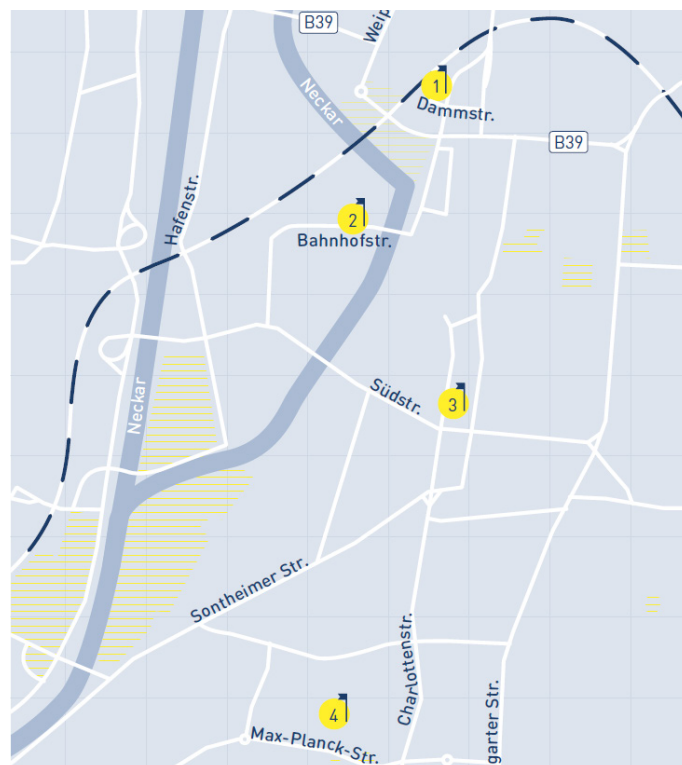 B39
Weip
Neckar
1
Dammstr.
B39
Hafenstr.
2
Bahnhofstr.
Neckar
Südstr.
3
Sontheimer Str.
Charlottenstr.
4
Max-Planck-Str.
garter Str.